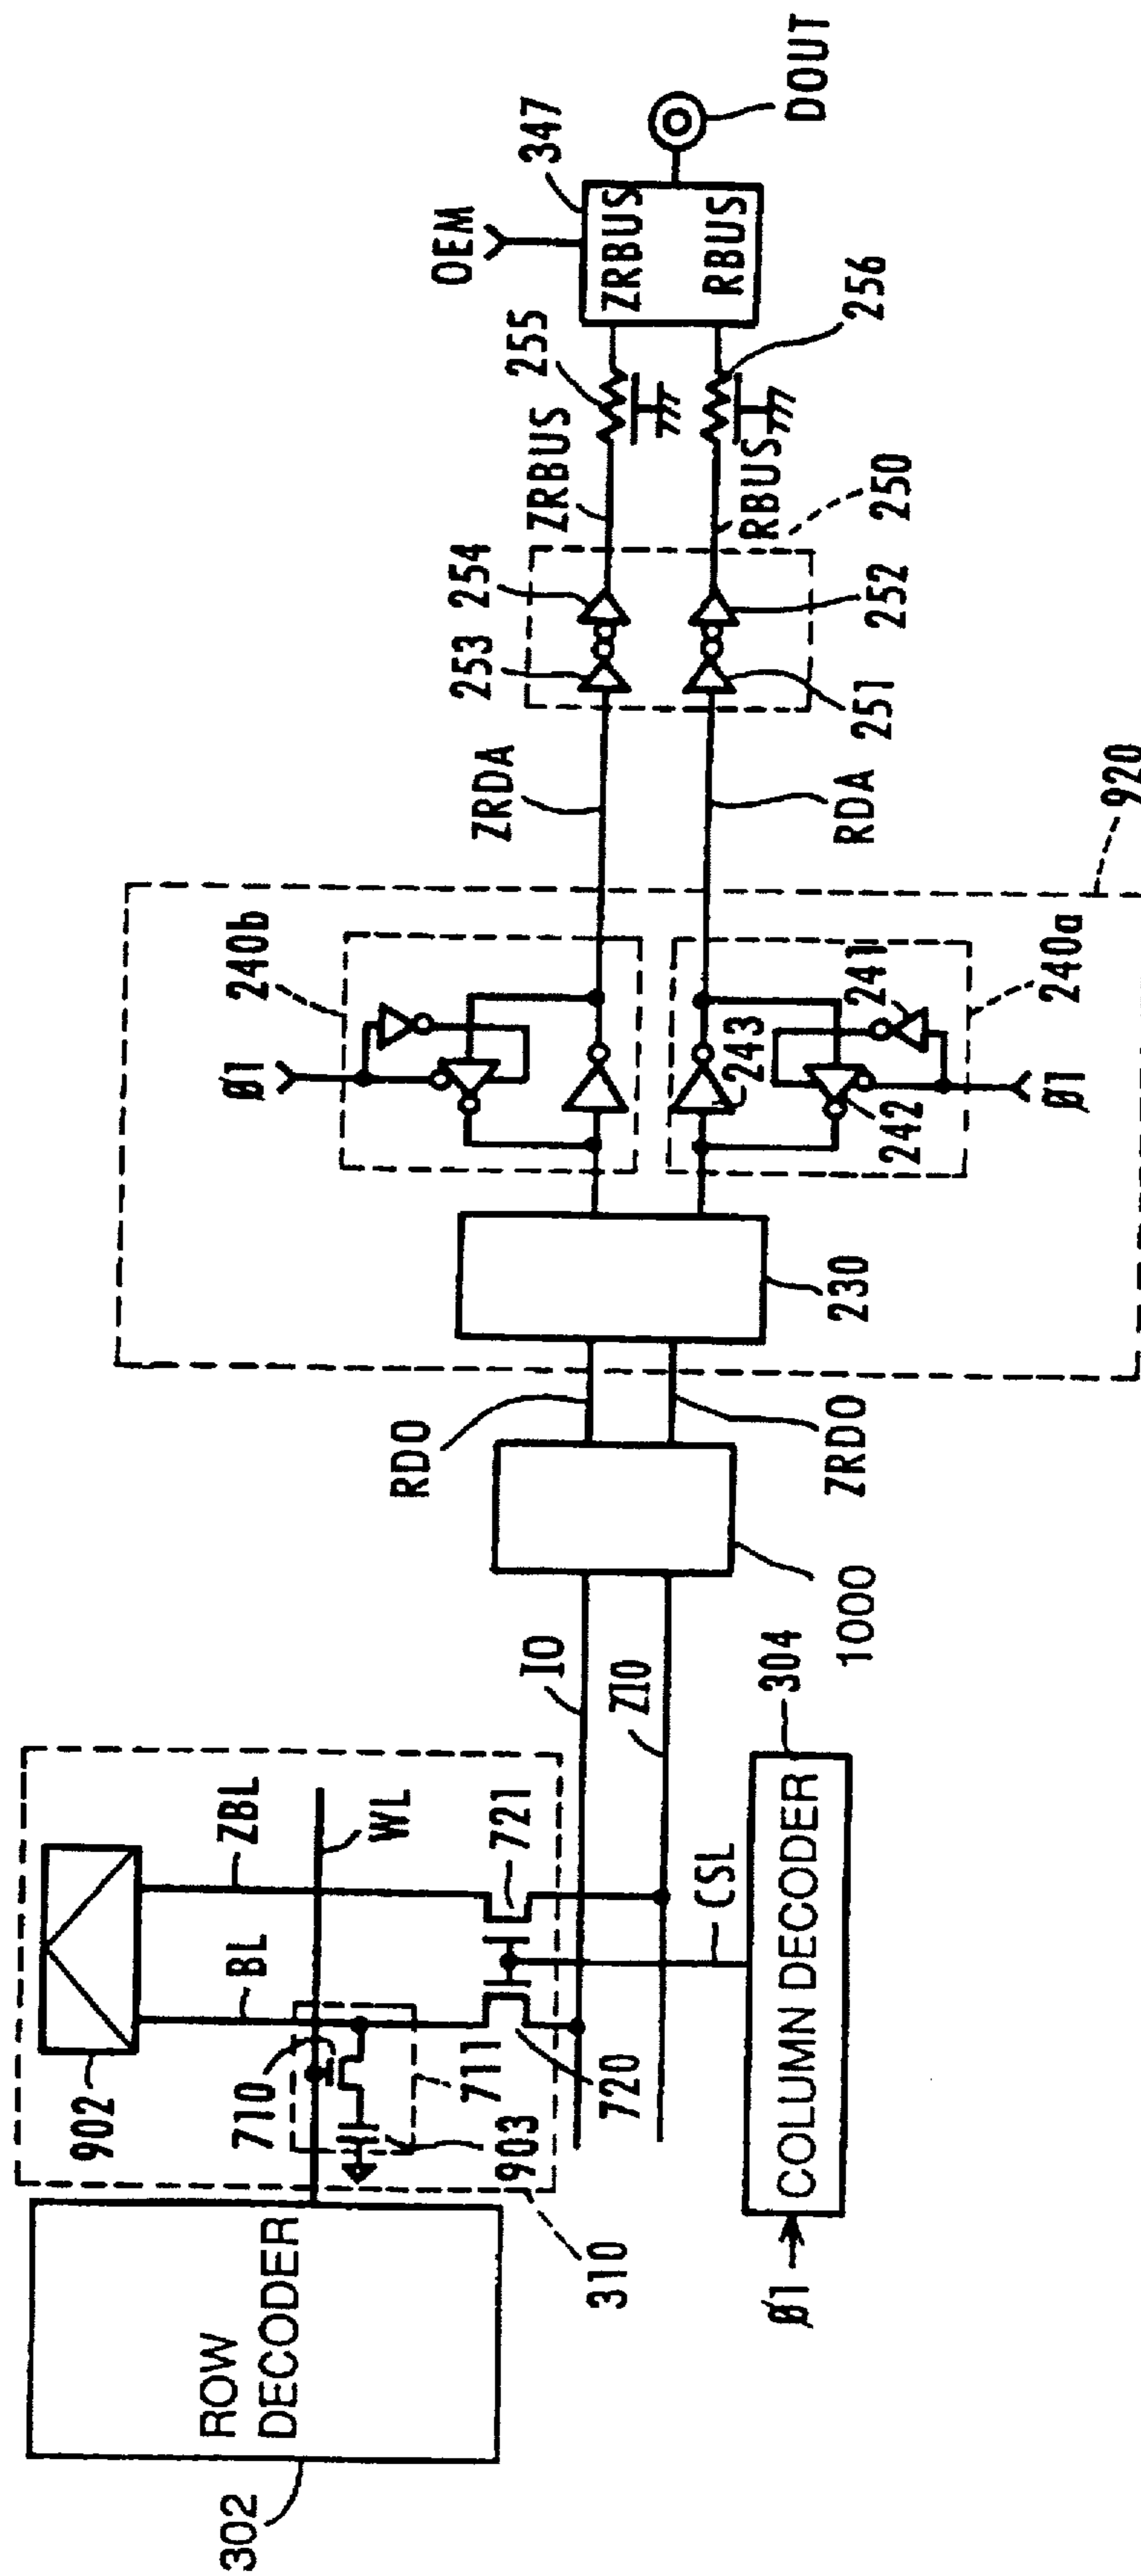 ROW
DECODER
302
902
BL
ZBL
WL
710
711
903
310
720
721
IO
ZIO
CSL
COLUMN DECODER
304
ø1
1000
RDO
ZRDO
230
240b
ø1
243
241
242
240a
ø1
920
ZRDA
RDA
253
254
251
252
250
ZRBUS
RBUS
255
256
OEM
347
ZRBUS
RBUS
DOUT